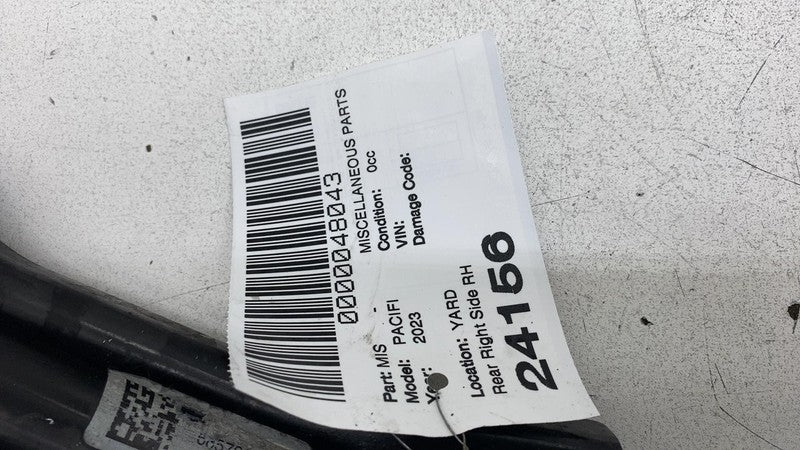 0000048043
Part: MIS - MISCELLANEOUS PARTS
Model: PACIFI Condition: 0cc
Year: 2023 VIN:
Damage Code:
Location: YARD
Rear Right Side RH
24156